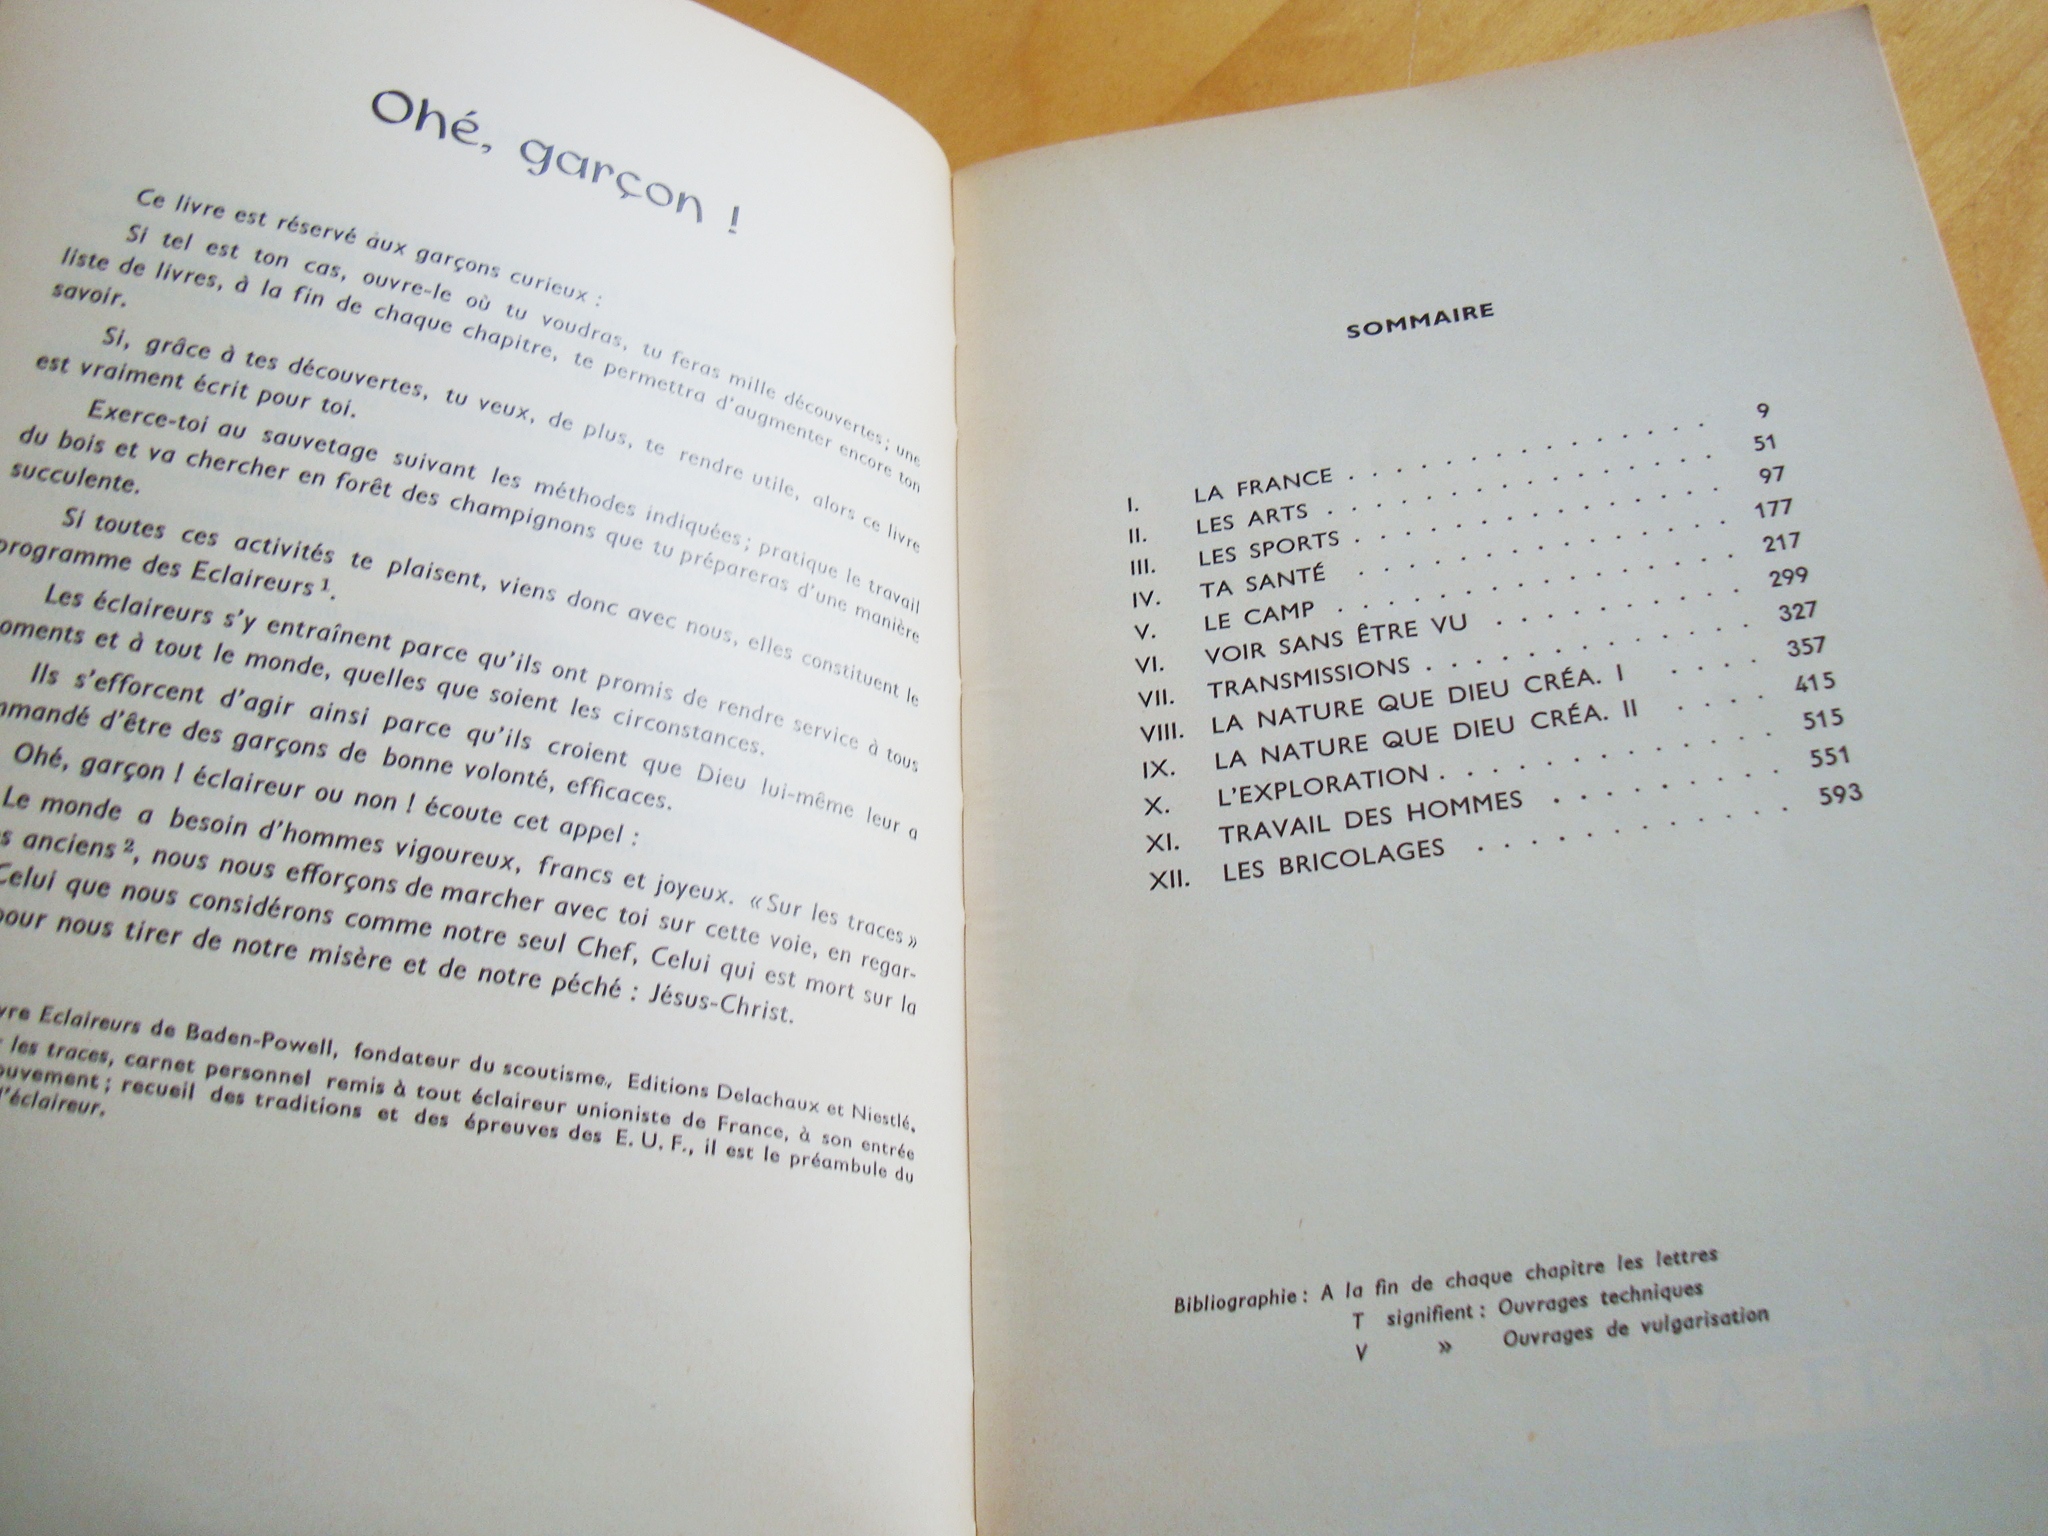 Ohé, garçon !
Ce livre est réservé aux garçons curieux :
Si tel est ton cas, ouvre-le où tu voudras, tu feras mille découvertes ; une
liste de livres, à la fin de chaque chapitre, te permettra d'augmenter encore ton
savoir.
Si, grâce à tes découvertes, tu veux, de plus, te rendre utile, alors ce livre
est vraiment écrit pour toi.
Exerce-toi au sauvetage suivant les méthodes indiquées ; pratique le travail
du bois et va chercher en forêt des champignons que tu prépareras d'une manière
succulente.
Si toutes ces activités te plaisent, viens donc avec nous, elles constituent le
programme des Eclaireurs ¹.
Les éclaireurs s'y entraînent parce qu'ils ont promis de rendre service à tous
oments et à tout le monde, quelles que soient les circonstances.
Ils s'efforcent d'agir ainsi parce qu'ils croient que Dieu lui-même leur a
mmandé d'être des garçons de bonne volonté, efficaces.
Ohé, garçon ! éclaireur ou non ! écoute cet appel :
Le monde a besoin d'hommes vigoureux, francs et joyeux. « Sur les traces »
s anciens ², nous nous efforçons de marcher avec toi sur cette voie, en regar-
Celui que nous considérons comme notre seul Chef, Celui qui est mort sur la
pour nous tirer de notre misère et de notre péché : Jésus-Christ.
vre Eclaireurs de Baden-Powell, fondateur du scoutisme, Editions Delachaux et Niestlé.
r les traces, carnet personnel remis à tout éclaireur unioniste de France, à son entrée
ouvement ; recueil des traditions et des épreuves des E. U. F., il est le préambule du
l'éclaireur.
SOMMAIRE
I. LA FRANCE . . . . . . . . . . . . . . . 9
II. LES ARTS . . . . . . . . . . . . . . . 51
III. LES SPORTS . . . . . . . . . . . . . . 97
IV. TA SANTÉ . . . . . . . . . . . . . . 177
V. LE CAMP . . . . . . . . . . . . . . . 217
VI. VOIR SANS ÊTRE VU . . . . . . . . . . 299
VII. TRANSMISSIONS . . . . . . . . . . . . 327
VIII. LA NATURE QUE DIEU CRÉA. I . . . . 357
IX. LA NATURE QUE DIEU CRÉA. II . . . . 415
X. L'EXPLORATION . . . . . . . . . . . . 515
XI. TRAVAIL DES HOMMES . . . . . . . . 551
XII. LES BRICOLAGES . . . . . . . . . . . 593
Bibliographie : A la fin de chaque chapitre les lettres
T signifient : Ouvrages techniques
V » Ouvrages de vulgarisation